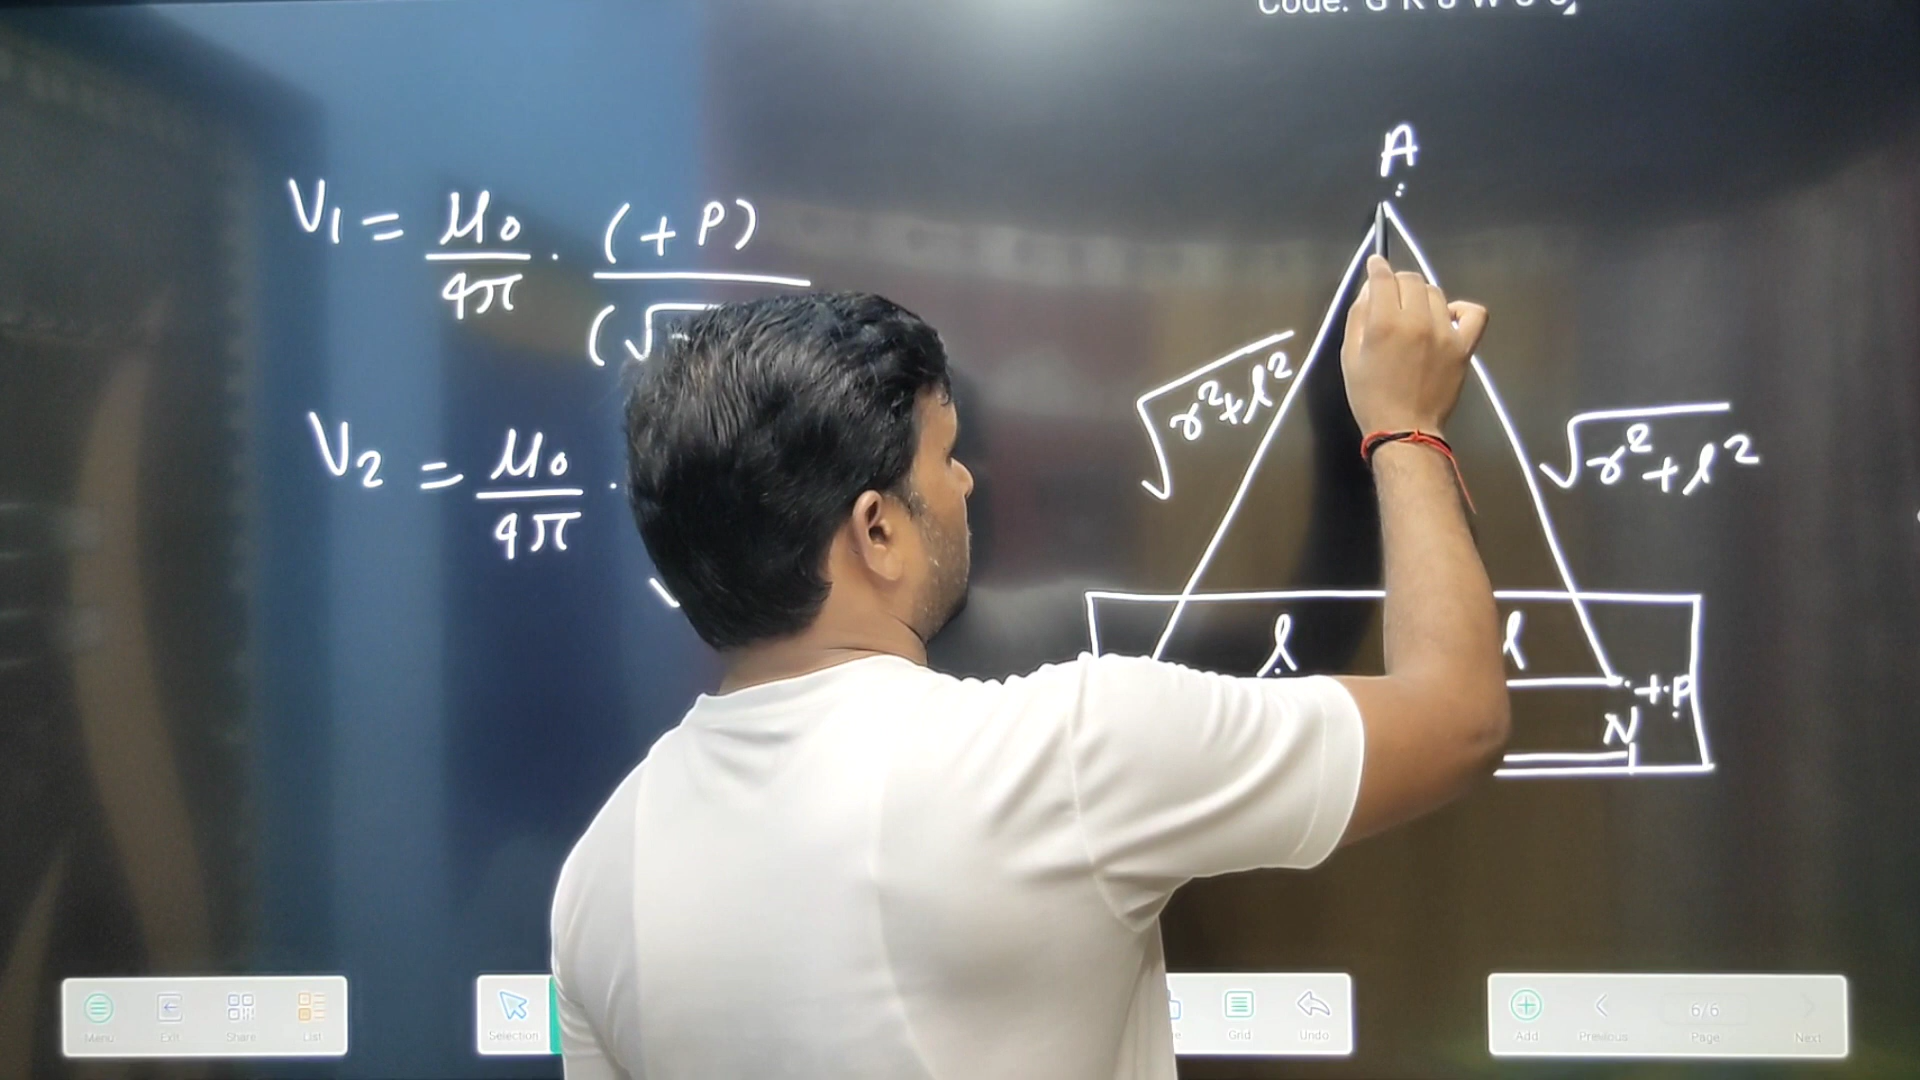 Code:
V₁ = μ₀/4π · (+P)/(√
V₂ = μ₀/4π ·
A
√r²+l²
√r²+l²
l
l
+P
N
Menu Exit Share List
Selection
Grid Undo
Add Previous 6/6 Page Next